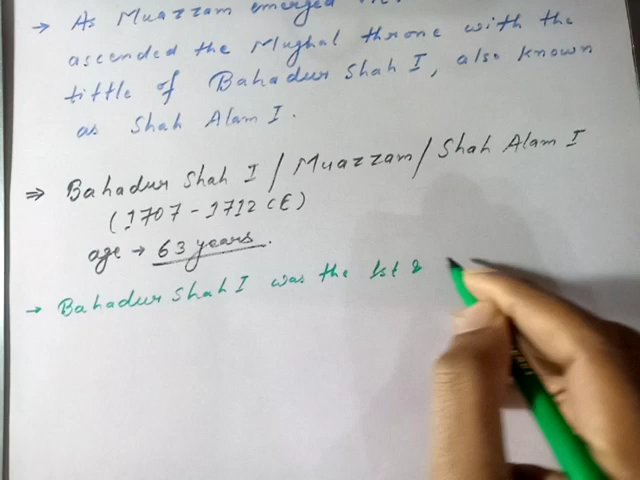 → As Muazzam emerged
ascended the Mughal throne with the
tittle of Bahadur Shah I, also known
as Shah Alam I.
⇒ Bahadur Shah I / Muazzam / Shah Alam I
(1707 - 1712 CE)
age → 63 years.
→ Bahadur Shah I was the 1st &